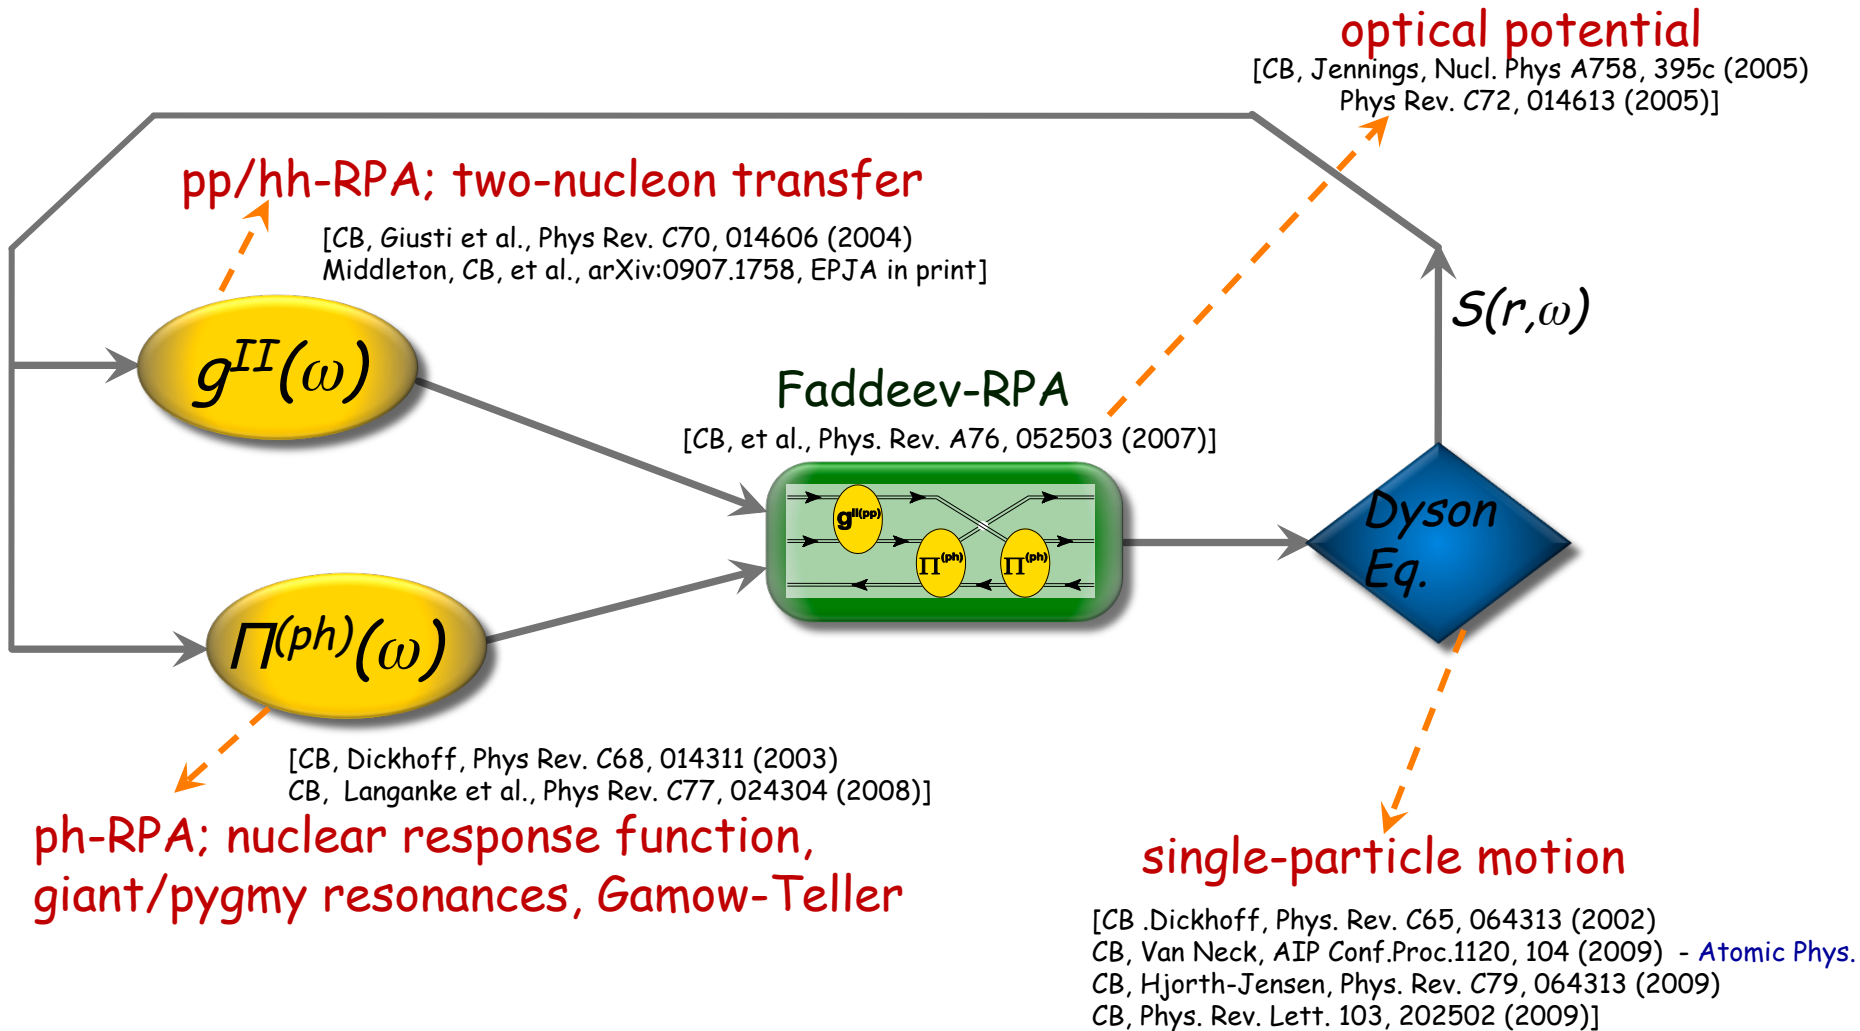 optical potential
[CB, Jennings, Nucl. Phys A758, 395c (2005)
Phys Rev. C72, 014613 (2005)]
pp/hh-RPA; two-nucleon transfer
[CB, Giusti et al., Phys Rev. C70, 014606 (2004)
Middleton, CB, et al., arXiv:0907.1758, EPJA in print]
S(r,ω)
g^{II}(ω)
Faddeev-RPA
[CB, et al., Phys. Rev. A76, 052503 (2007)]
g^{II(pp)}
Π^{(ph)} Π^{(ph)}
Dyson
Eq.
Π^{(ph)}(ω)
[CB, Dickhoff, Phys Rev. C68, 014311 (2003)
CB, Langanke et al., Phys Rev. C77, 024304 (2008)]
ph-RPA; nuclear response function,
giant/pygmy resonances, Gamow-Teller
single-particle motion
[CB .Dickhoff, Phys. Rev. C65, 064313 (2002)
CB, Van Neck, AIP Conf.Proc.1120, 104 (2009) - Atomic Phys.
CB, Hjorth-Jensen, Phys. Rev. C79, 064313 (2009)
CB, Phys. Rev. Lett. 103, 202502 (2009)]